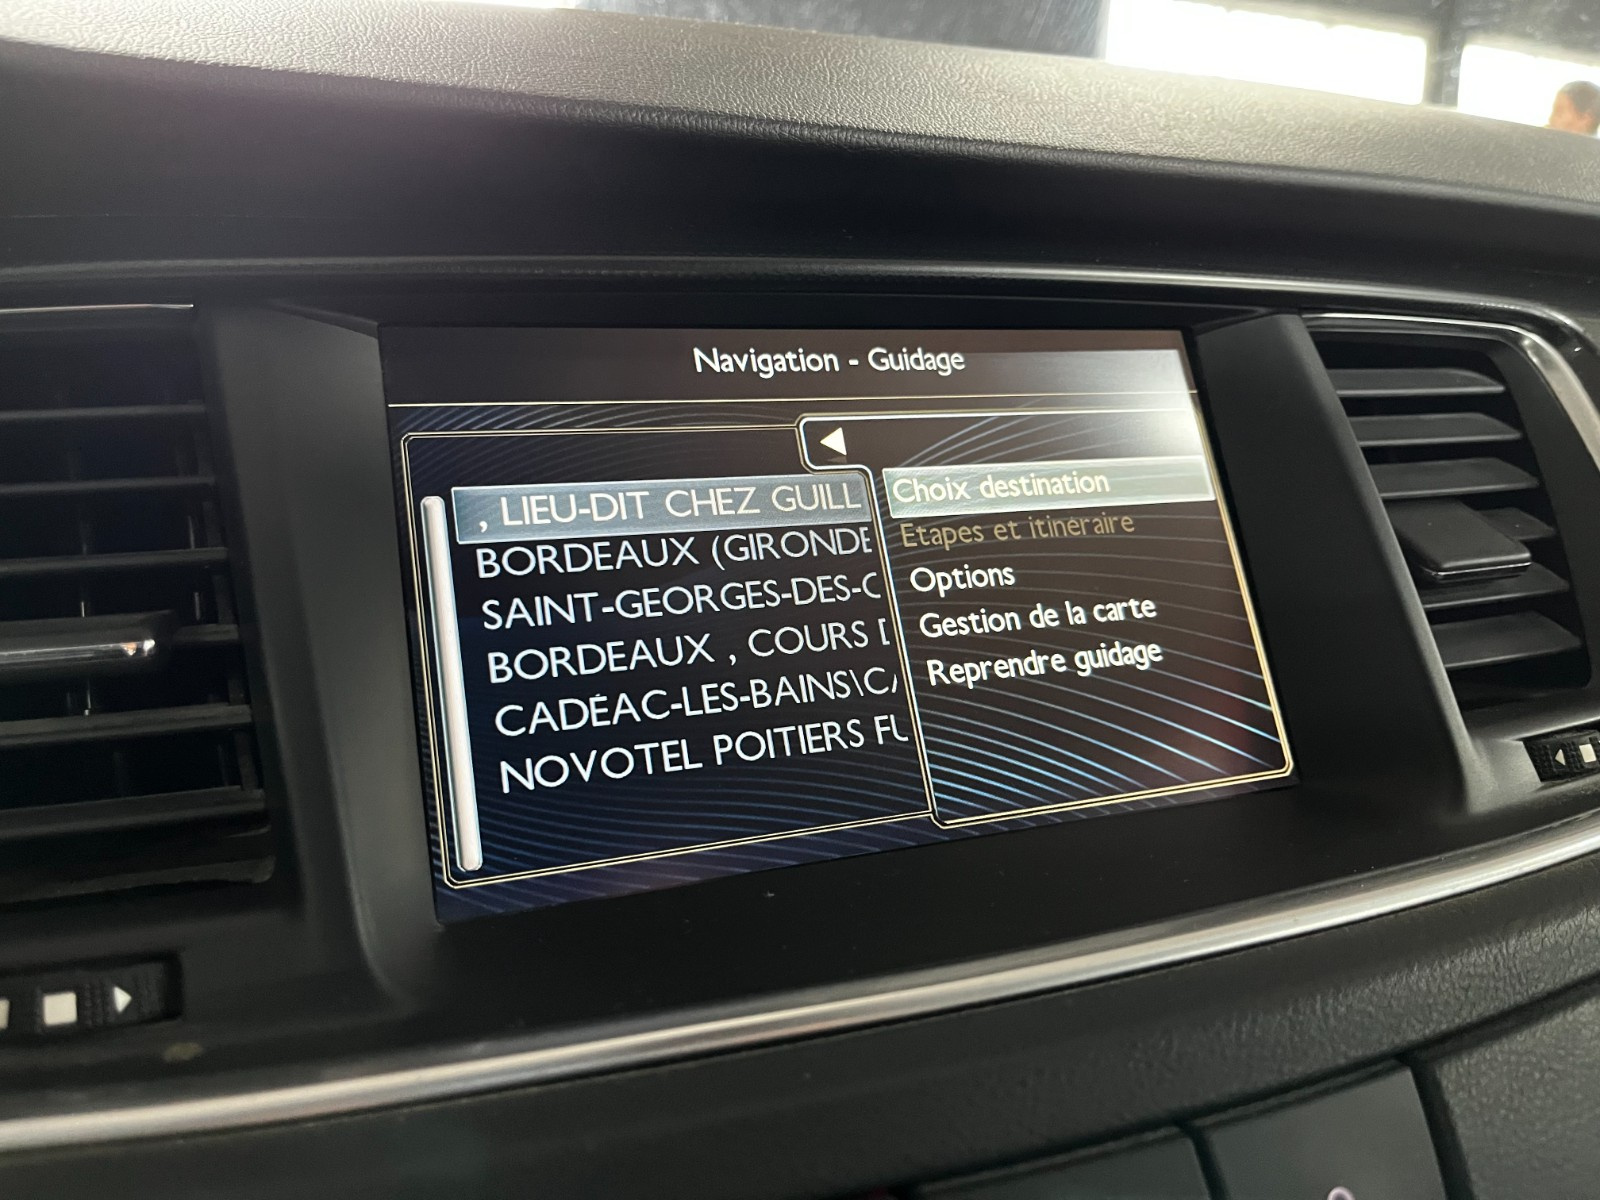 Navigation - Guidage
, LIEU-DIT CHEZ GUILL
BORDEAUX (GIRONDE
SAINT-GEORGES-DES-C
BORDEAUX , COURS D
CADÉAC-LES-BAINS\CA
NOVOTEL POITIERS FU
Choix destination
Etapes et itinéraire
Options
Gestion de la carte
Reprendre guidage